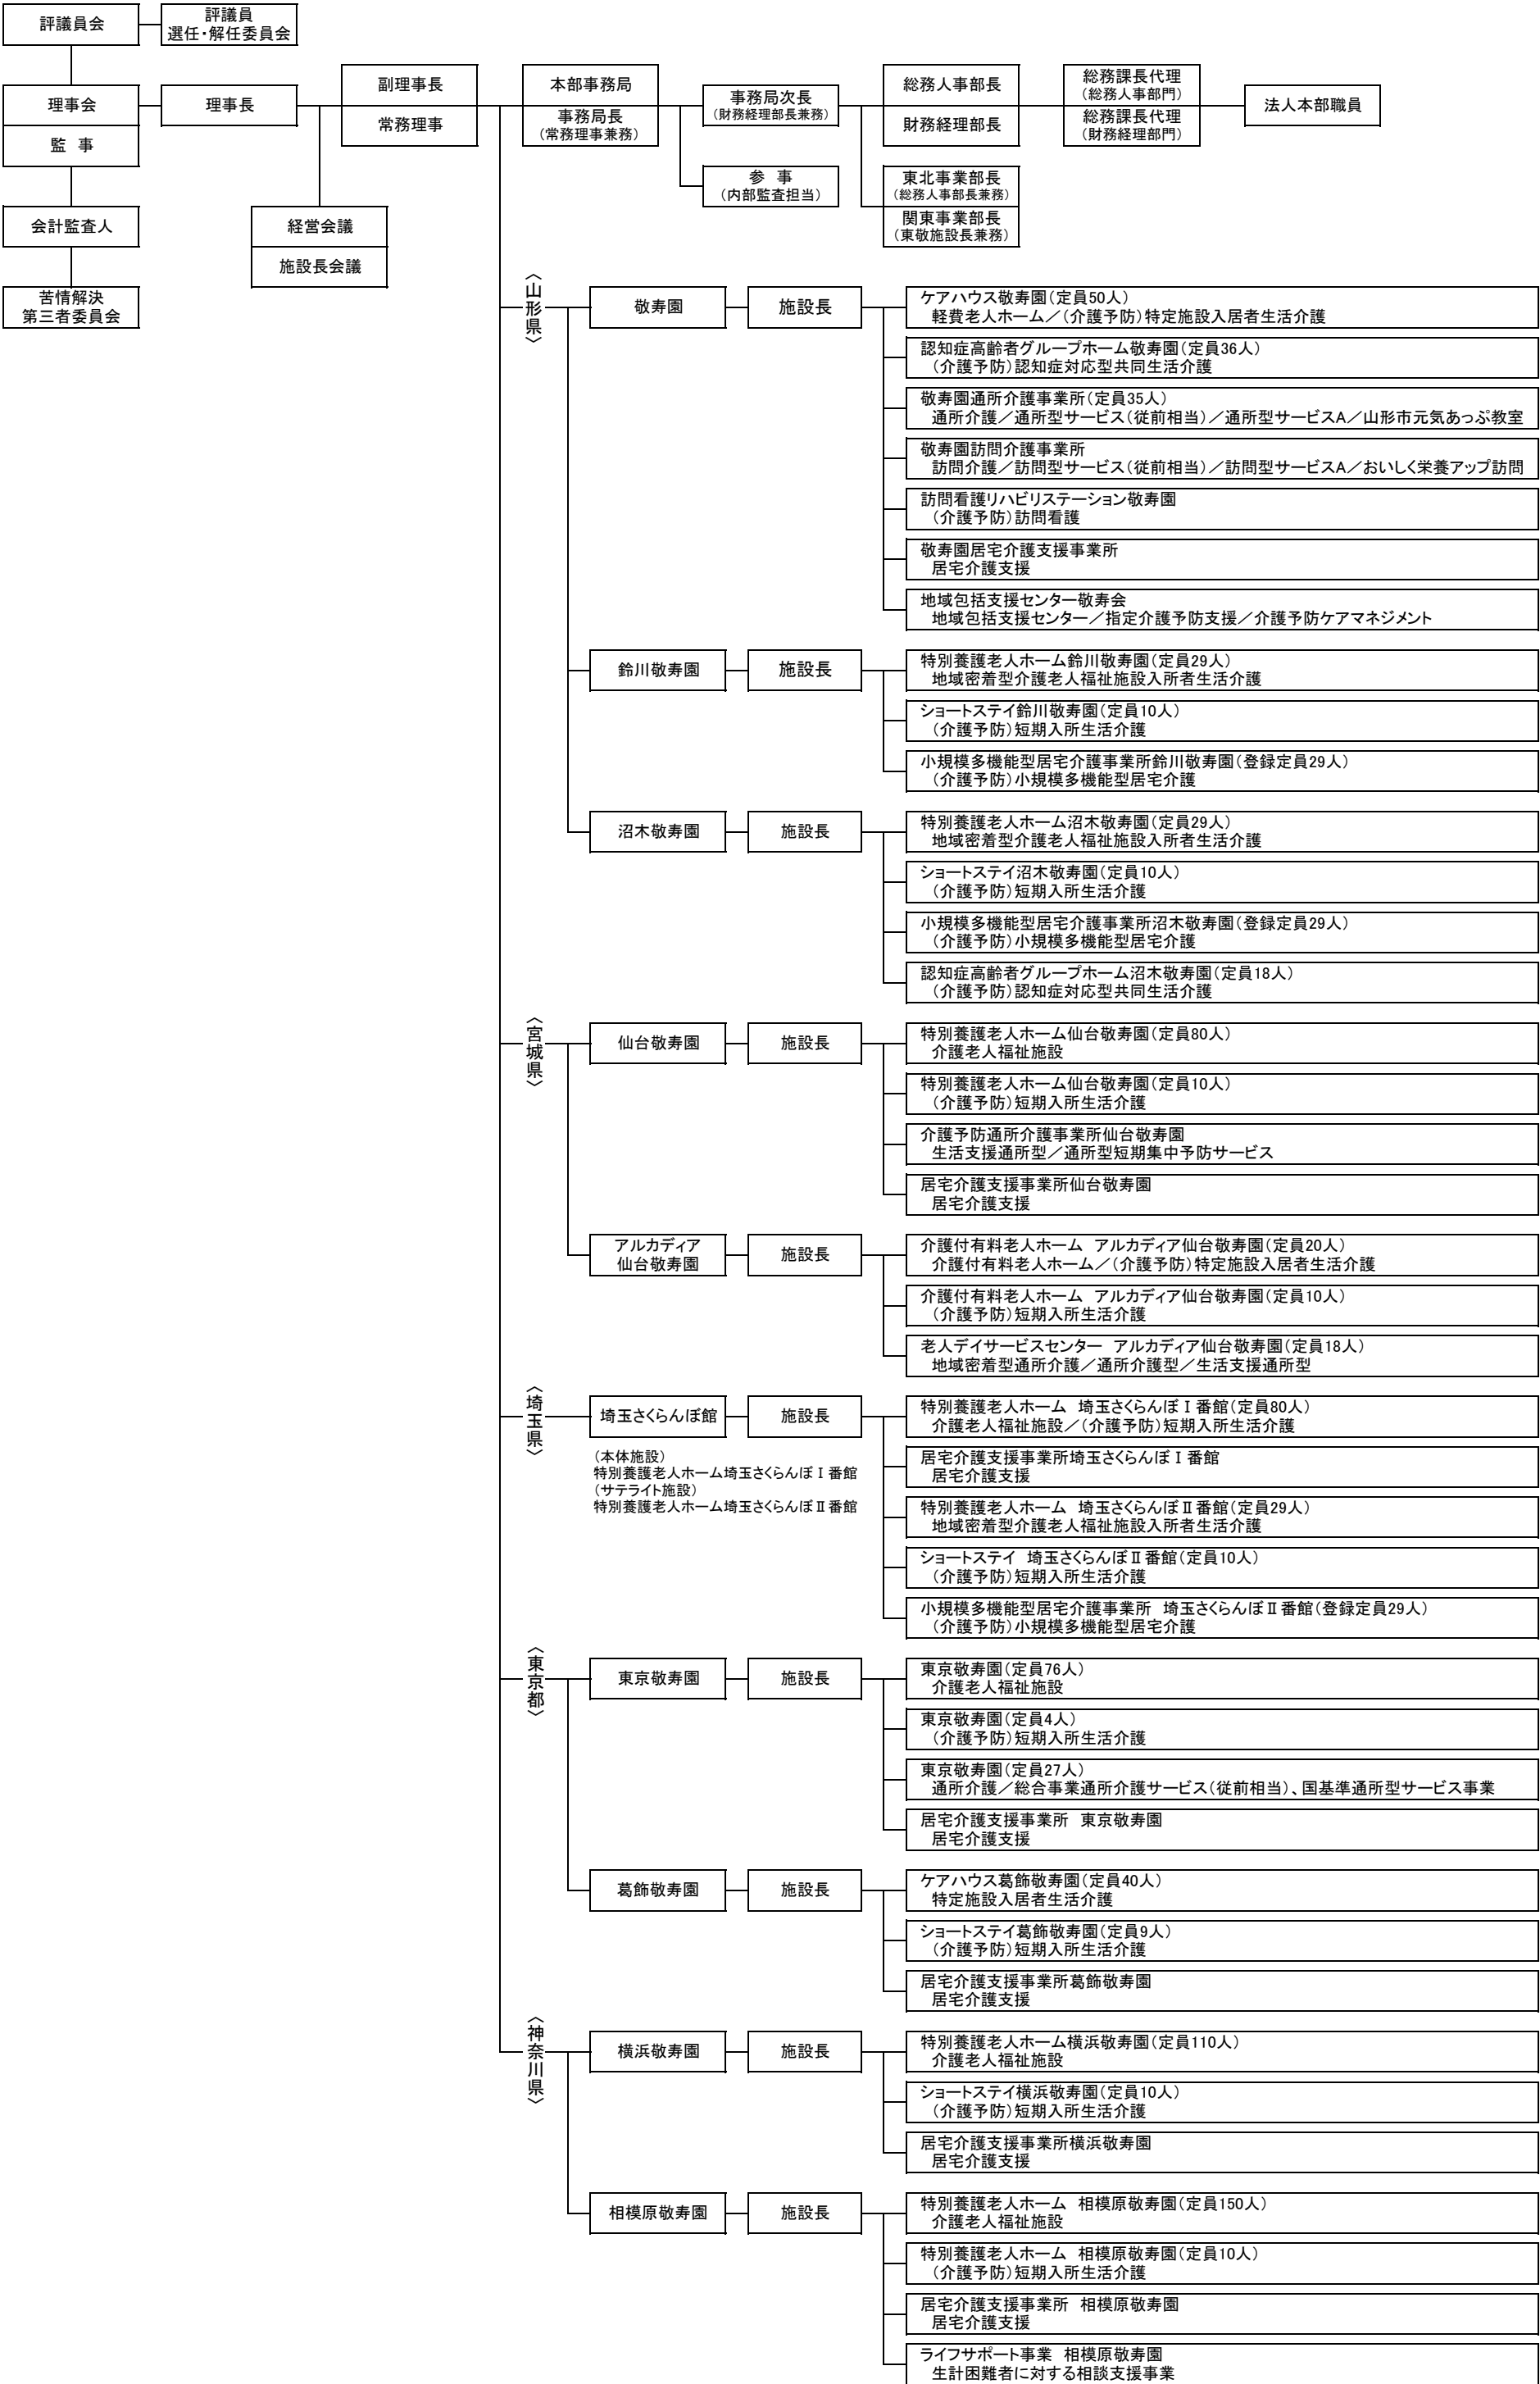 評議員会
評議員
選任・解任委員会
理事会
監　事
理事長
副理事長
常務理事
本部事務局
事務局長
（常務理事兼務）
事務局次長
（財務経理部長兼務）
総務人事部長
財務経理部長
総務課長代理
（総務人事部門）
総務課長代理
（財務経理部門）
法人本部職員
参　事
（内部監査担当）
東北事業部長
（総務人事部長兼務）
関東事業部長
（東敬施設長兼務）
会計監査人
経営会議
施設長会議
苦情解決
第三者委員会
〈山形県〉
敬寿園
施設長
ケアハウス敬寿園（定員50人）
軽費老人ホーム／（介護予防）特定施設入居者生活介護
認知症高齢者グループホーム敬寿園（定員36人）
（介護予防）認知症対応型共同生活介護
敬寿園通所介護事業所（定員35人）
通所介護／通所型サービス（従前相当）／通所型サービスA／山形市元気あっぷ教室
敬寿園訪問介護事業所
訪問介護／訪問型サービス（従前相当）／訪問型サービスA／おいしく栄養アップ訪問
訪問看護リハビリステーション敬寿園
（介護予防）訪問看護
敬寿園居宅介護支援事業所
居宅介護支援
地域包括支援センター敬寿会
地域包括支援センター／指定介護予防支援／介護予防ケアマネジメント
鈴川敬寿園
施設長
特別養護老人ホーム鈴川敬寿園（定員29人）
地域密着型介護老人福祉施設入所者生活介護
ショートステイ鈴川敬寿園（定員10人）
（介護予防）短期入所生活介護
小規模多機能型居宅介護事業所鈴川敬寿園（登録定員29人）
（介護予防）小規模多機能型居宅介護
沼木敬寿園
施設長
特別養護老人ホーム沼木敬寿園（定員29人）
地域密着型介護老人福祉施設入所者生活介護
ショートステイ沼木敬寿園（定員10人）
（介護予防）短期入所生活介護
小規模多機能型居宅介護事業所沼木敬寿園（登録定員29人）
（介護予防）小規模多機能型居宅介護
認知症高齢者グループホーム沼木敬寿園（定員18人）
（介護予防）認知症対応型共同生活介護
〈宮城県〉
仙台敬寿園
施設長
特別養護老人ホーム仙台敬寿園（定員80人）
介護老人福祉施設
特別養護老人ホーム仙台敬寿園（定員10人）
（介護予防）短期入所生活介護
介護予防通所介護事業所仙台敬寿園
生活支援通所型／通所型短期集中予防サービス
居宅介護支援事業所仙台敬寿園
居宅介護支援
アルカディア
仙台敬寿園
施設長
介護付有料老人ホーム　アルカディア仙台敬寿園（定員20人）
介護付有料老人ホーム／（介護予防）特定施設入居者生活介護
介護付有料老人ホーム　アルカディア仙台敬寿園（定員10人）
（介護予防）短期入所生活介護
老人デイサービスセンター　アルカディア仙台敬寿園（定員18人）
地域密着型通所介護／通所介護型／生活支援通所型
〈埼玉県〉
埼玉さくらんぼ館
施設長
（本体施設）
特別養護老人ホーム埼玉さくらんぼⅠ番館
（サテライト施設）
特別養護老人ホーム埼玉さくらんぼⅡ番館
特別養護老人ホーム　埼玉さくらんぼⅠ番館（定員80人）
介護老人福祉施設／（介護予防）短期入所生活介護
居宅介護支援事業所埼玉さくらんぼⅠ番館
居宅介護支援
特別養護老人ホーム　埼玉さくらんぼⅡ番館（定員29人）
地域密着型介護老人福祉施設入所者生活介護
ショートステイ　埼玉さくらんぼⅡ番館（定員10人）
（介護予防）短期入所生活介護
小規模多機能型居宅介護事業所　埼玉さくらんぼⅡ番館（登録定員29人）
（介護予防）小規模多機能型居宅介護
〈東京都〉
東京敬寿園
施設長
東京敬寿園（定員76人）
介護老人福祉施設
東京敬寿園（定員4人）
（介護予防）短期入所生活介護
東京敬寿園（定員27人）
通所介護／総合事業通所介護サービス（従前相当）、国基準通所型サービス事業
居宅介護支援事業所　東京敬寿園
居宅介護支援
葛飾敬寿園
施設長
ケアハウス葛飾敬寿園（定員40人）
特定施設入居者生活介護
ショートステイ葛飾敬寿園（定員9人）
（介護予防）短期入所生活介護
居宅介護支援事業所葛飾敬寿園
居宅介護支援
〈神奈川県〉
横浜敬寿園
施設長
特別養護老人ホーム横浜敬寿園（定員110人）
介護老人福祉施設
ショートステイ横浜敬寿園（定員10人）
（介護予防）短期入所生活介護
居宅介護支援事業所横浜敬寿園
居宅介護支援
相模原敬寿園
施設長
特別養護老人ホーム　相模原敬寿園（定員150人）
介護老人福祉施設
特別養護老人ホーム　相模原敬寿園（定員10人）
（介護予防）短期入所生活介護
居宅介護支援事業所　相模原敬寿園
居宅介護支援
ライフサポート事業　相模原敬寿園
生計困難者に対する相談支援事業